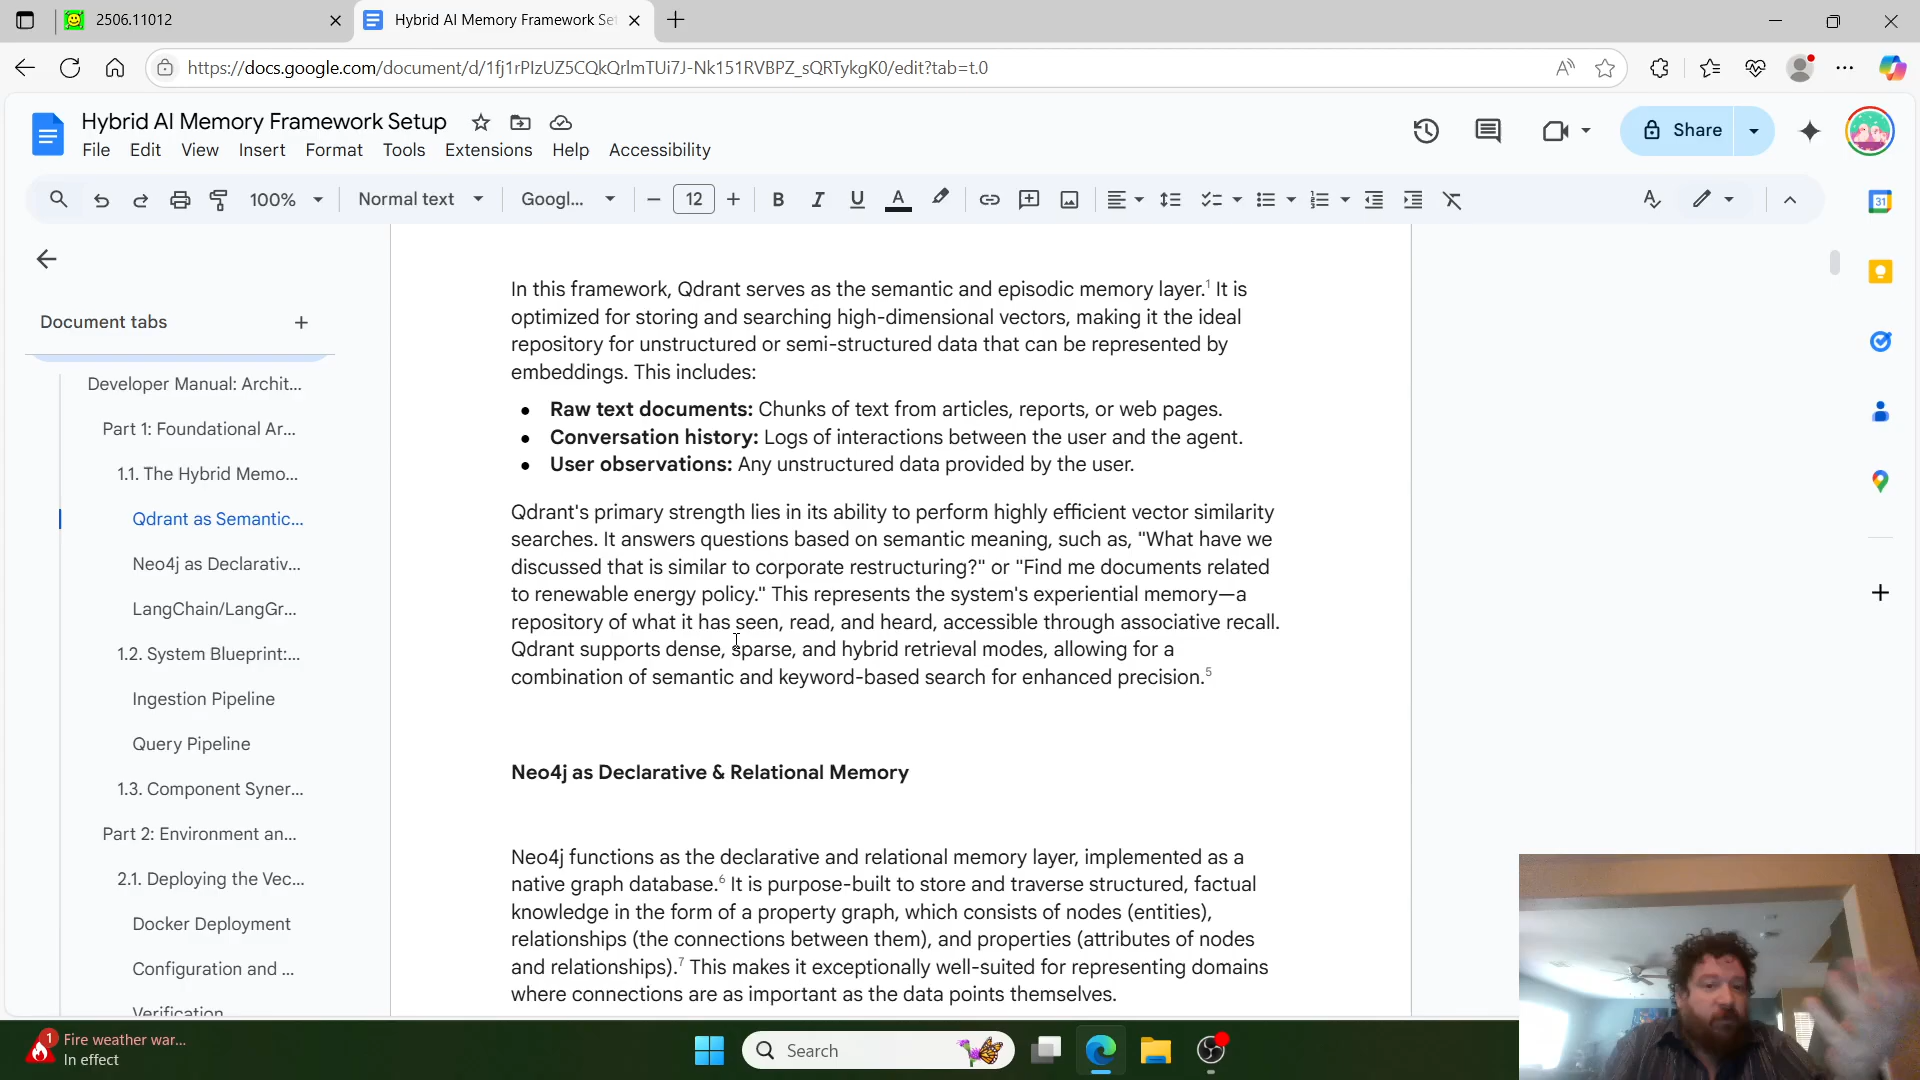 2506.11012
Hybrid AI Memory Framework Se
https://docs.google.com/document/d/1fj1rPIzUZ5CQkQrlmTUi7J-Nk151RVBPZ_sQRTykgK0/edit?tab=t.0
Hybrid AI Memory Framework Setup
File Edit View Insert Format Tools Extensions Help Accessibility
Share
100% Normal text Googl... 12
Document tabs
Developer Manual: Archit...
Part 1: Foundational Ar...
1.1. The Hybrid Memo...
Qdrant as Semantic...
Neo4j as Declarativ...
LangChain/LangGr...
1.2. System Blueprint:...
Ingestion Pipeline
Query Pipeline
1.3. Component Syner...
Part 2: Environment an...
2.1. Deploying the Vec...
Docker Deployment
Configuration and ...
Verification
In this framework, Qdrant serves as the semantic and episodic memory layer.1 It is
optimized for storing and searching high-dimensional vectors, making it the ideal
repository for unstructured or semi-structured data that can be represented by
embeddings. This includes:
● Raw text documents: Chunks of text from articles, reports, or web pages.
● Conversation history: Logs of interactions between the user and the agent.
● User observations: Any unstructured data provided by the user.
Qdrant's primary strength lies in its ability to perform highly efficient vector similarity
searches. It answers questions based on semantic meaning, such as, "What have we
discussed that is similar to corporate restructuring?" or "Find me documents related
to renewable energy policy." This represents the system's experiential memory—a
repository of what it has seen, read, and heard, accessible through associative recall.
Qdrant supports dense, sparse, and hybrid retrieval modes, allowing for a
combination of semantic and keyword-based search for enhanced precision.5
Neo4j as Declarative & Relational Memory
Neo4j functions as the declarative and relational memory layer, implemented as a
native graph database.6 It is purpose-built to store and traverse structured, factual
knowledge in the form of a property graph, which consists of nodes (entities),
relationships (the connections between them), and properties (attributes of nodes
and relationships).7 This makes it exceptionally well-suited for representing domains
where connections are as important as the data points themselves.
31
1
Fire weather war...
In effect
Search